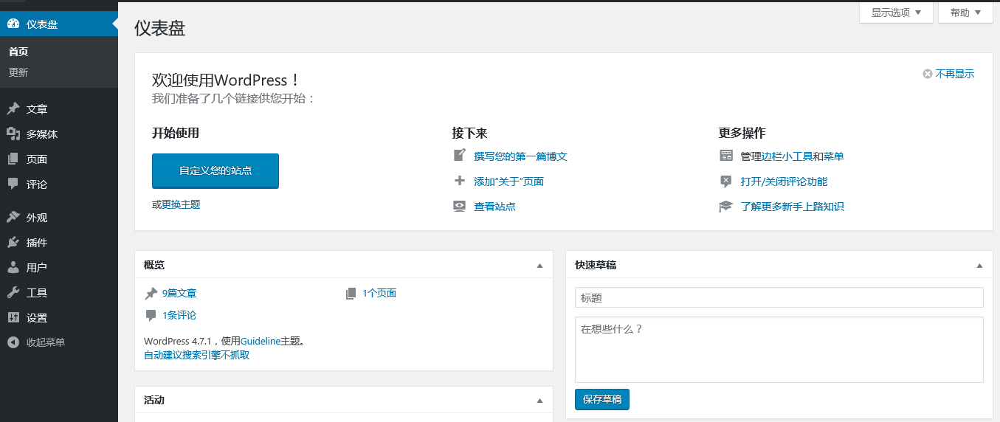 显示选项
帮助
仪表盘
首页
更新
文章
多媒体
页面
评论
外观
插件
用户
工具
设置
收起菜单
仪表盘
欢迎使用WordPress！
不再显示
我们准备了几个链接供您开始：
开始使用
自定义您的站点
或更换主题
接下来
撰写您的第一篇博文
添加“关于”页面
查看站点
更多操作
管理边栏小工具和菜单
打开/关闭评论功能
了解更多新手上路知识
概览
9篇文章
1个页面
1条评论
WordPress 4.7.1，使用Guideline主题。
自动建议搜索引擎不抓取
活动
快速草稿
标题
在想些什么？
保存草稿